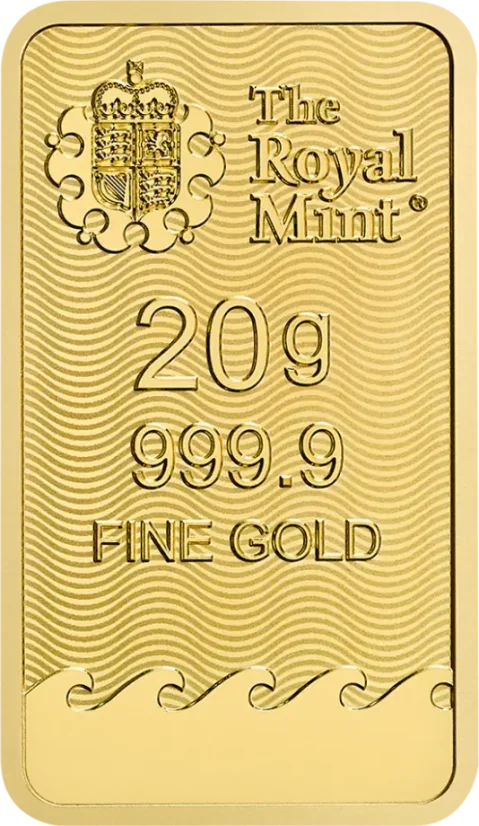 The
Royal
Mint®
20g
999.9
FINE GOLD